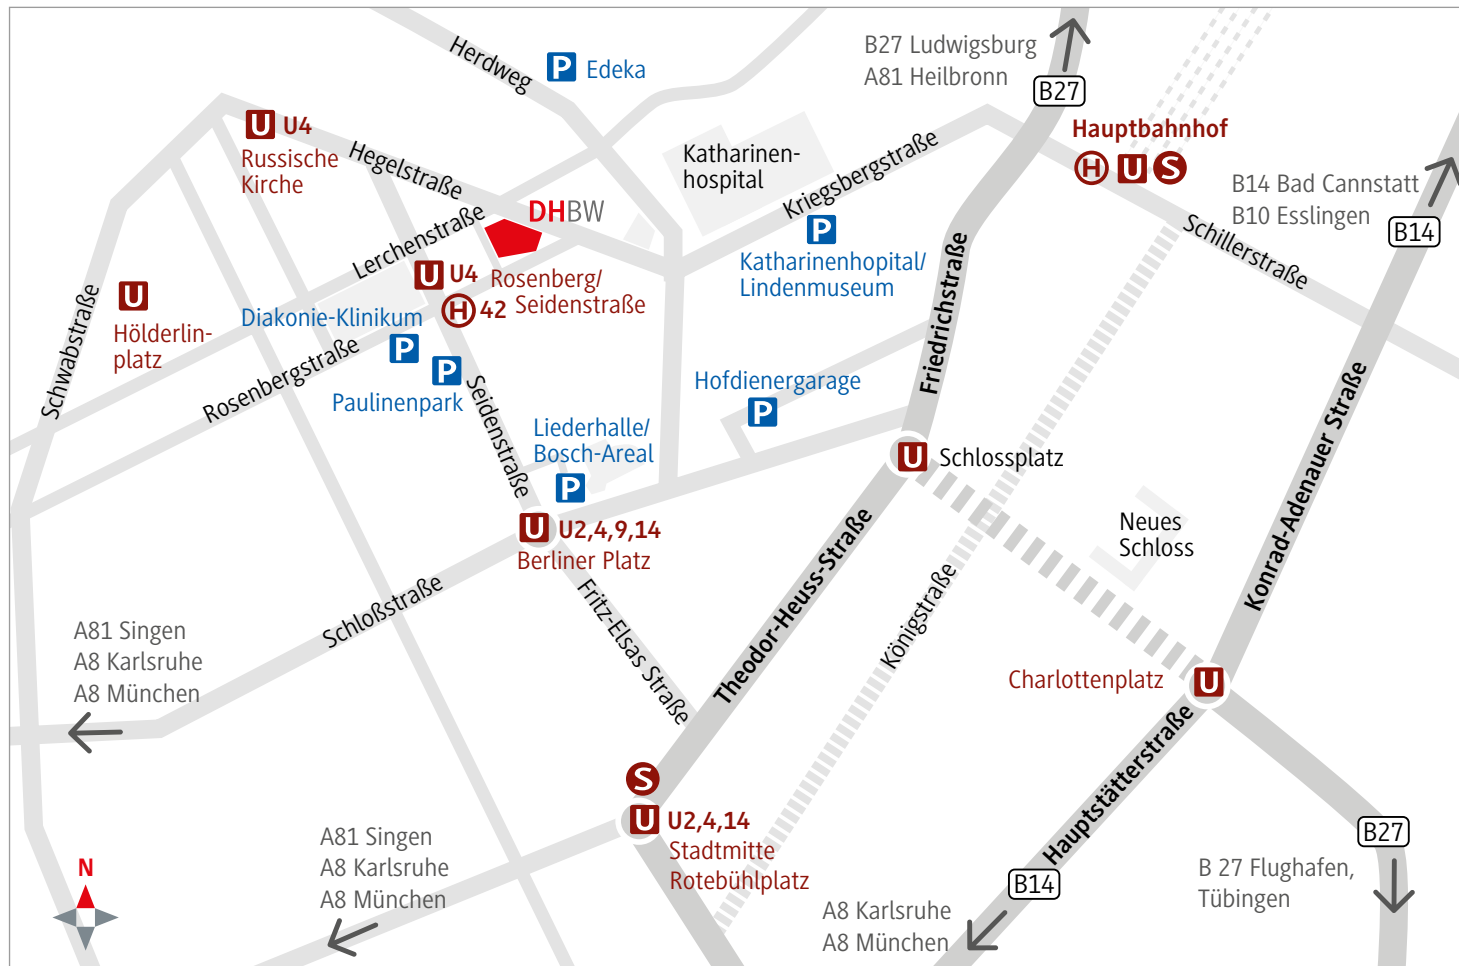 Herdweg
P Edeka
B27 Ludwigsburg
A81 Heilbronn
B27
U U4
Russische
Kirche
Hegelstraße
Katharinen-
hospital
Kriegsbergstraße
Hauptbahnhof
H U S
B14 Bad Cannstatt
B10 Esslingen
B14
Schillerstraße
DHBW
Lerchenstraße
P
Katharinenhopital/
Lindenmuseum
U U4 Rosenberg/
Seidenstraße
H 42
U
Hölderlin-
platz
Schwabstraße
Diakonie-Klinikum
P
Rosenbergstraße
P
Paulinenpark
Seidenstraße
Friedrichstraße
Hofdienergarage
P
Liederhalle/
Bosch-Areal
P
U Schlossplatz
Konrad-Adenauer Straße
Neues
Schloss
U U2,4,9,14
Berliner Platz
Schloßstraße
Fritz-Elsas Straße
Theodor-Heuss-Straße
Königstraße
A81 Singen
A8 Karlsruhe
A8 München
Charlottenplatz U
Hauptstätterstraße
S
U U2,4,14
Stadtmitte
Rotebühlplatz
A81 Singen
A8 Karlsruhe
A8 München
N
B14
A8 Karlsruhe
A8 München
B27
B 27 Flughafen,
Tübingen